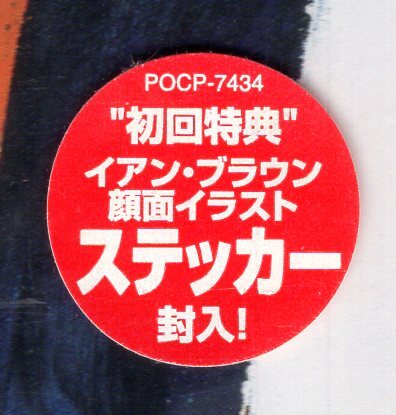 POCP-7434
"初回特典"
イアン・ブラウン
顔面イラスト
ステッカー
封入!